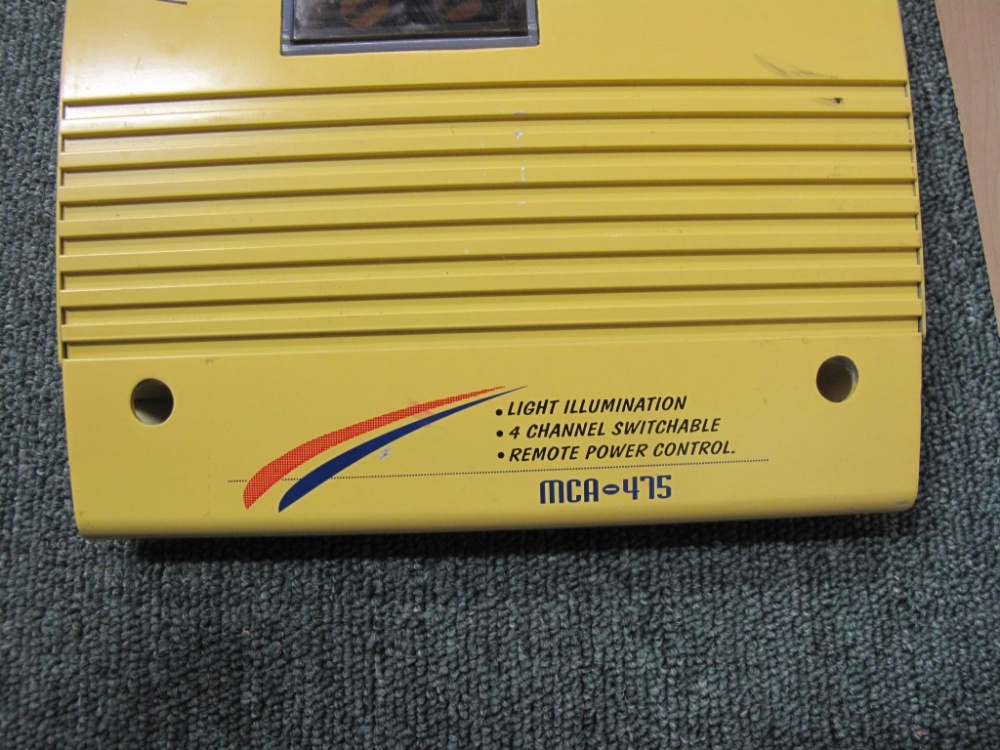 • LIGHT ILLUMINATION
• 4 CHANNEL SWITCHABLE
• REMOTE POWER CONTROL.
MCA-475